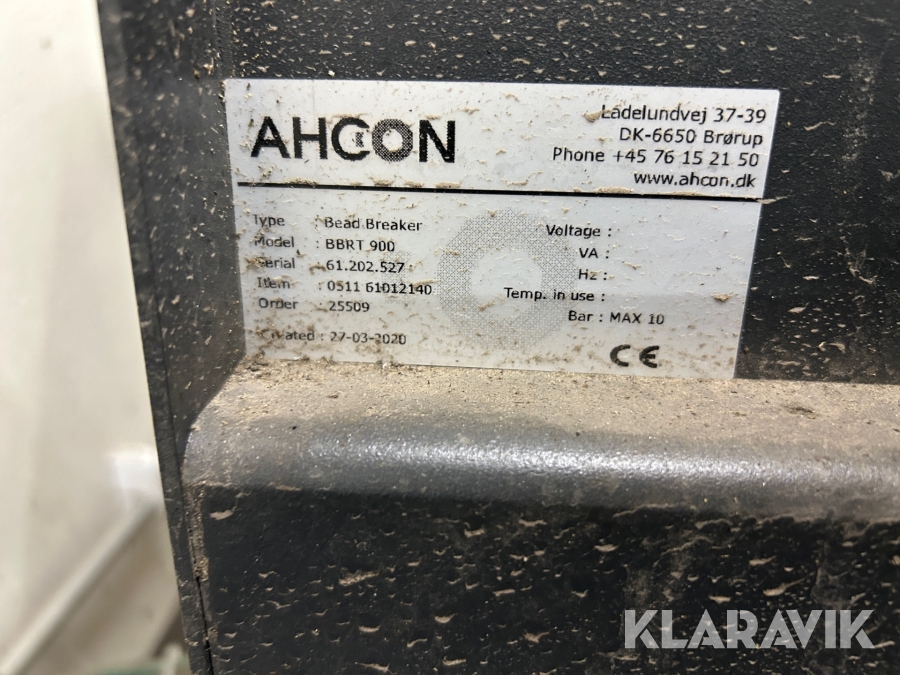 AHCON
Ladelundvej 37-39
DK-6650 Brørup
Phone +45 76 15 21 50
www.ahcon.dk
Type : Bead Breaker
Model : BBRT 900
Serial : 61.202.527
Item : 0511 61012140
Order : 25509
Created : 27-03-2020
Voltage :
VA :
Hz :
Temp. in use :
Bar : MAX 10
CE
KLARAVIK